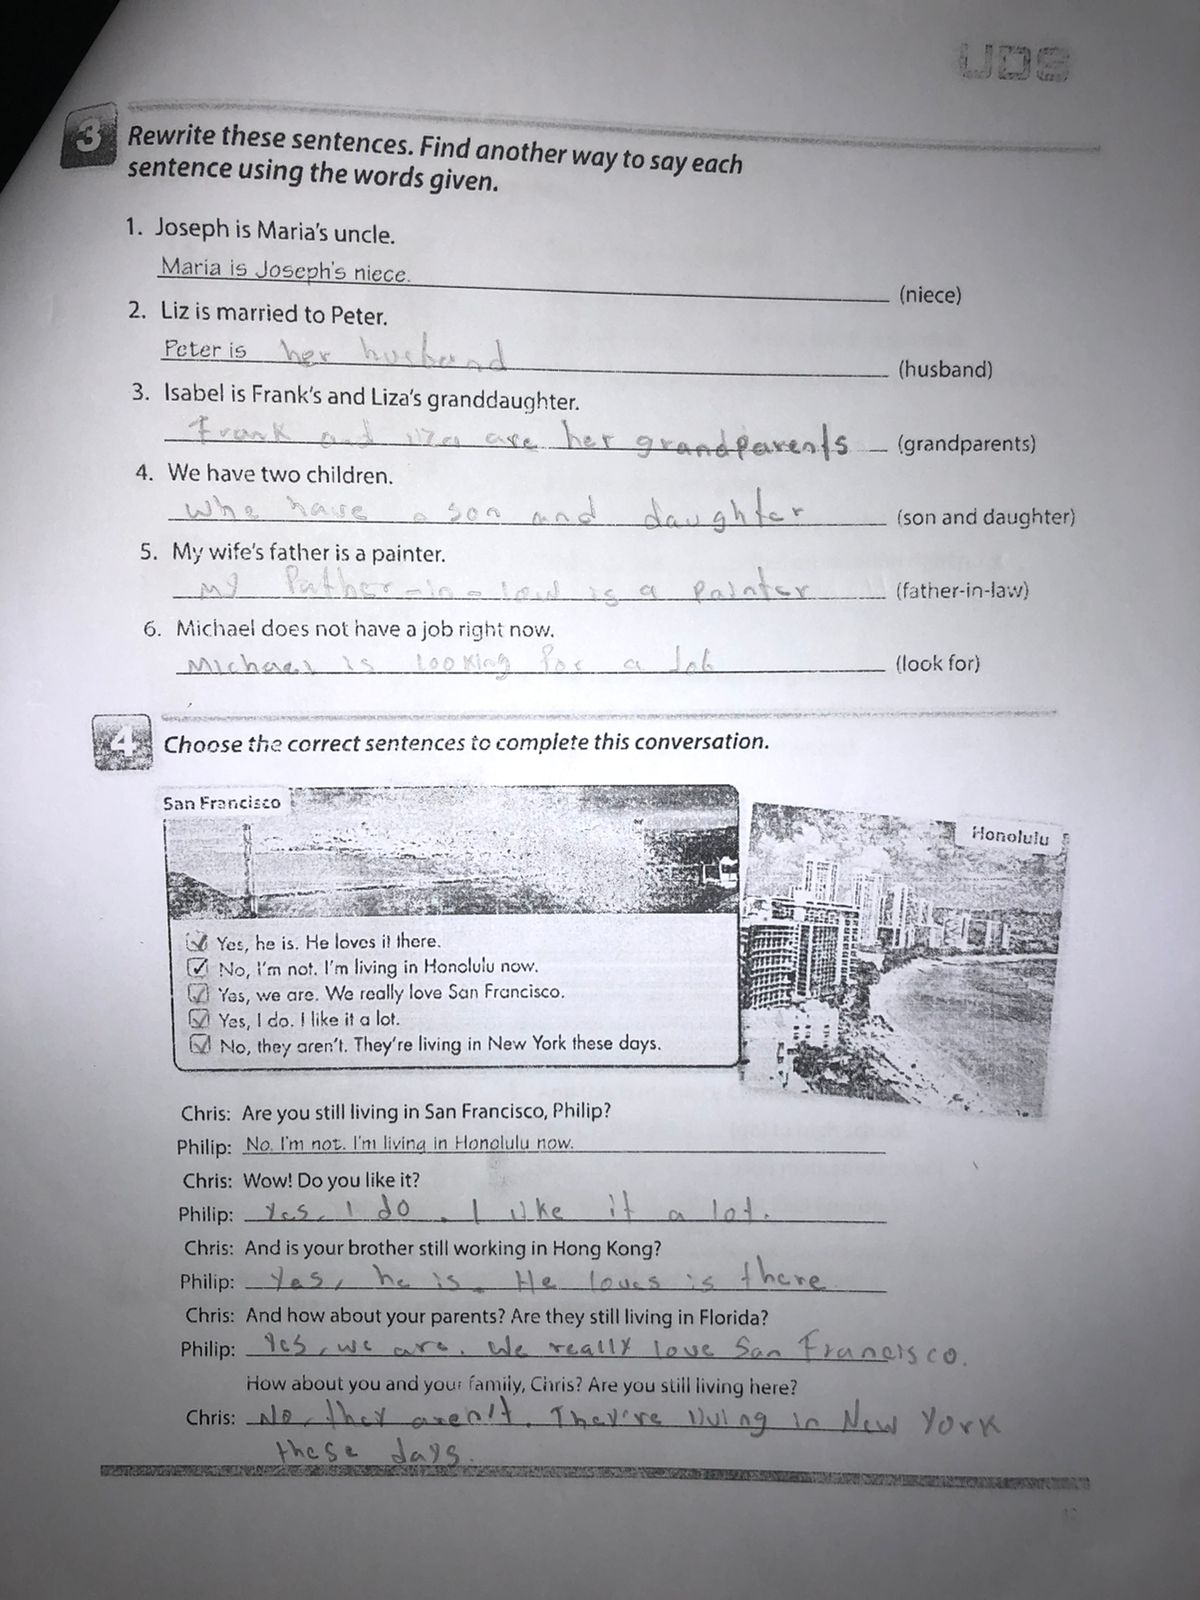 UDS
3
Rewrite these sentences. Find another way to say each
sentence using the words given.
1. Joseph is Maria's uncle.
Maria is Joseph's niece. (niece)
2. Liz is married to Peter.
Peter is her husband (husband)
3. Isabel is Frank's and Liza's granddaughter.
Frank and liza are her grandparents (grandparents)
4. We have two children.
whe have a son and daughter (son and daughter)
5. My wife's father is a painter.
my father-in-law is a painter (father-in-law)
6. Michael does not have a job right now.
Michael is looking for a Job (look for)
4
Choose the correct sentences to complete this conversation.
San Francisco
Honolulu
Yes, he is. He loves it there.
No, I'm not. I'm living in Honolulu now.
Yes, we are. We really love San Francisco.
Yes, I do. I like it a lot.
No, they aren't. They're living in New York these days.
Chris: Are you still living in San Francisco, Philip?
Philip: No. I'm not. I'm living in Honolulu now.
Chris: Wow! Do you like it?
Philip: Yes, I do. I like it a lot.
Chris: And is your brother still working in Hong Kong?
Philip: Yes, he is. He loves is there
Chris: And how about your parents? Are they still living in Florida?
Philip: Yes, we are. We really love San Francisco.
How about you and your family, Chris? Are you still living here?
Chris: No, they aren't. They're living in New York
these days.